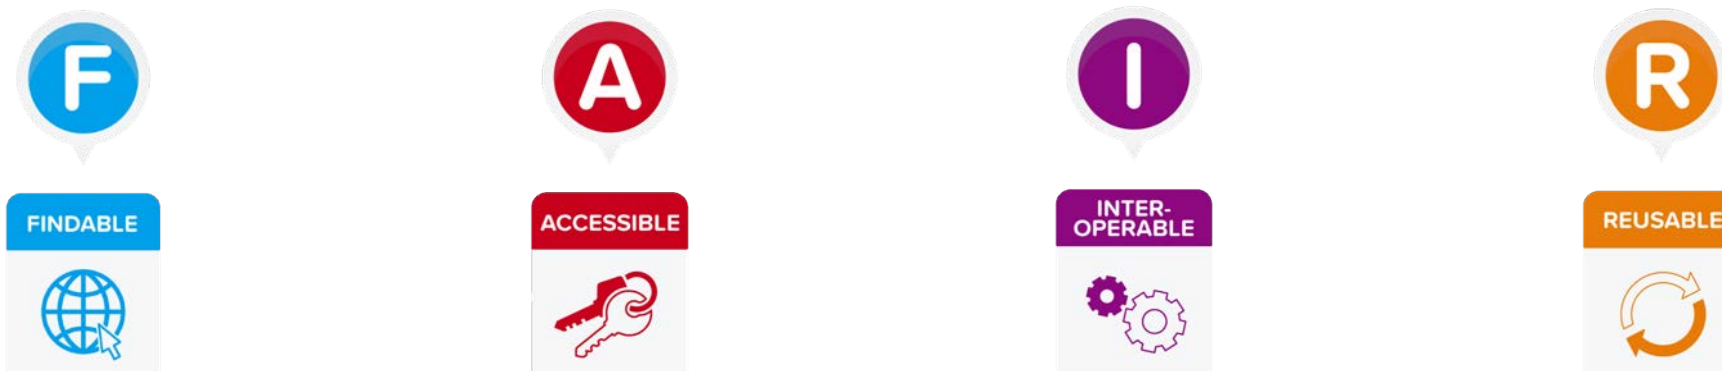 F
A
I
R
FINDABLE
ACCESSIBLE
INTER-
OPERABLE
REUSABLE